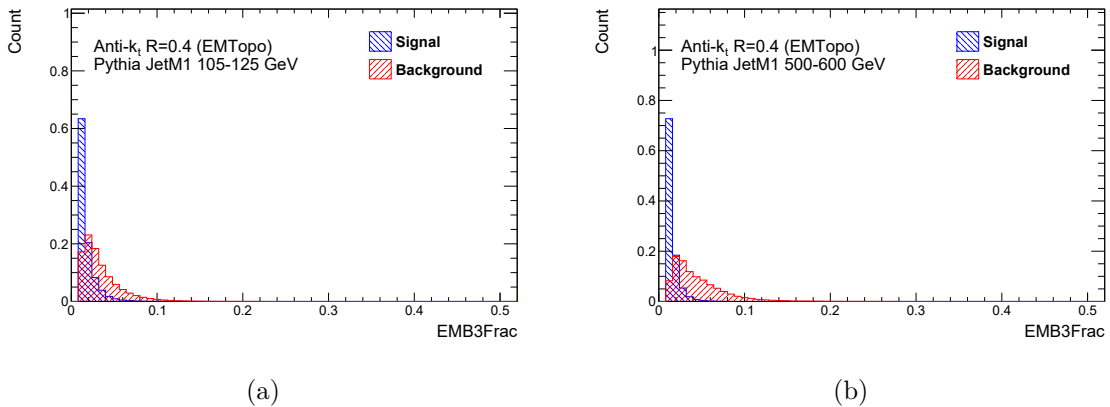 Count
1
0.8
0.6
0.4
0.2
0
Anti-kt R=0.4 (EMTopo)
Pythia JetM1 105-125 GeV
Signal
Background
0 0.1 0.2 0.3 0.4 0.5
EMB3Frac
(a)
Count
1
0.8
0.6
0.4
0.2
0
Anti-kt R=0.4 (EMTopo)
Pythia JetM1 500-600 GeV
Signal
Background
0 0.1 0.2 0.3 0.4 0.5
EMB3Frac
(b)